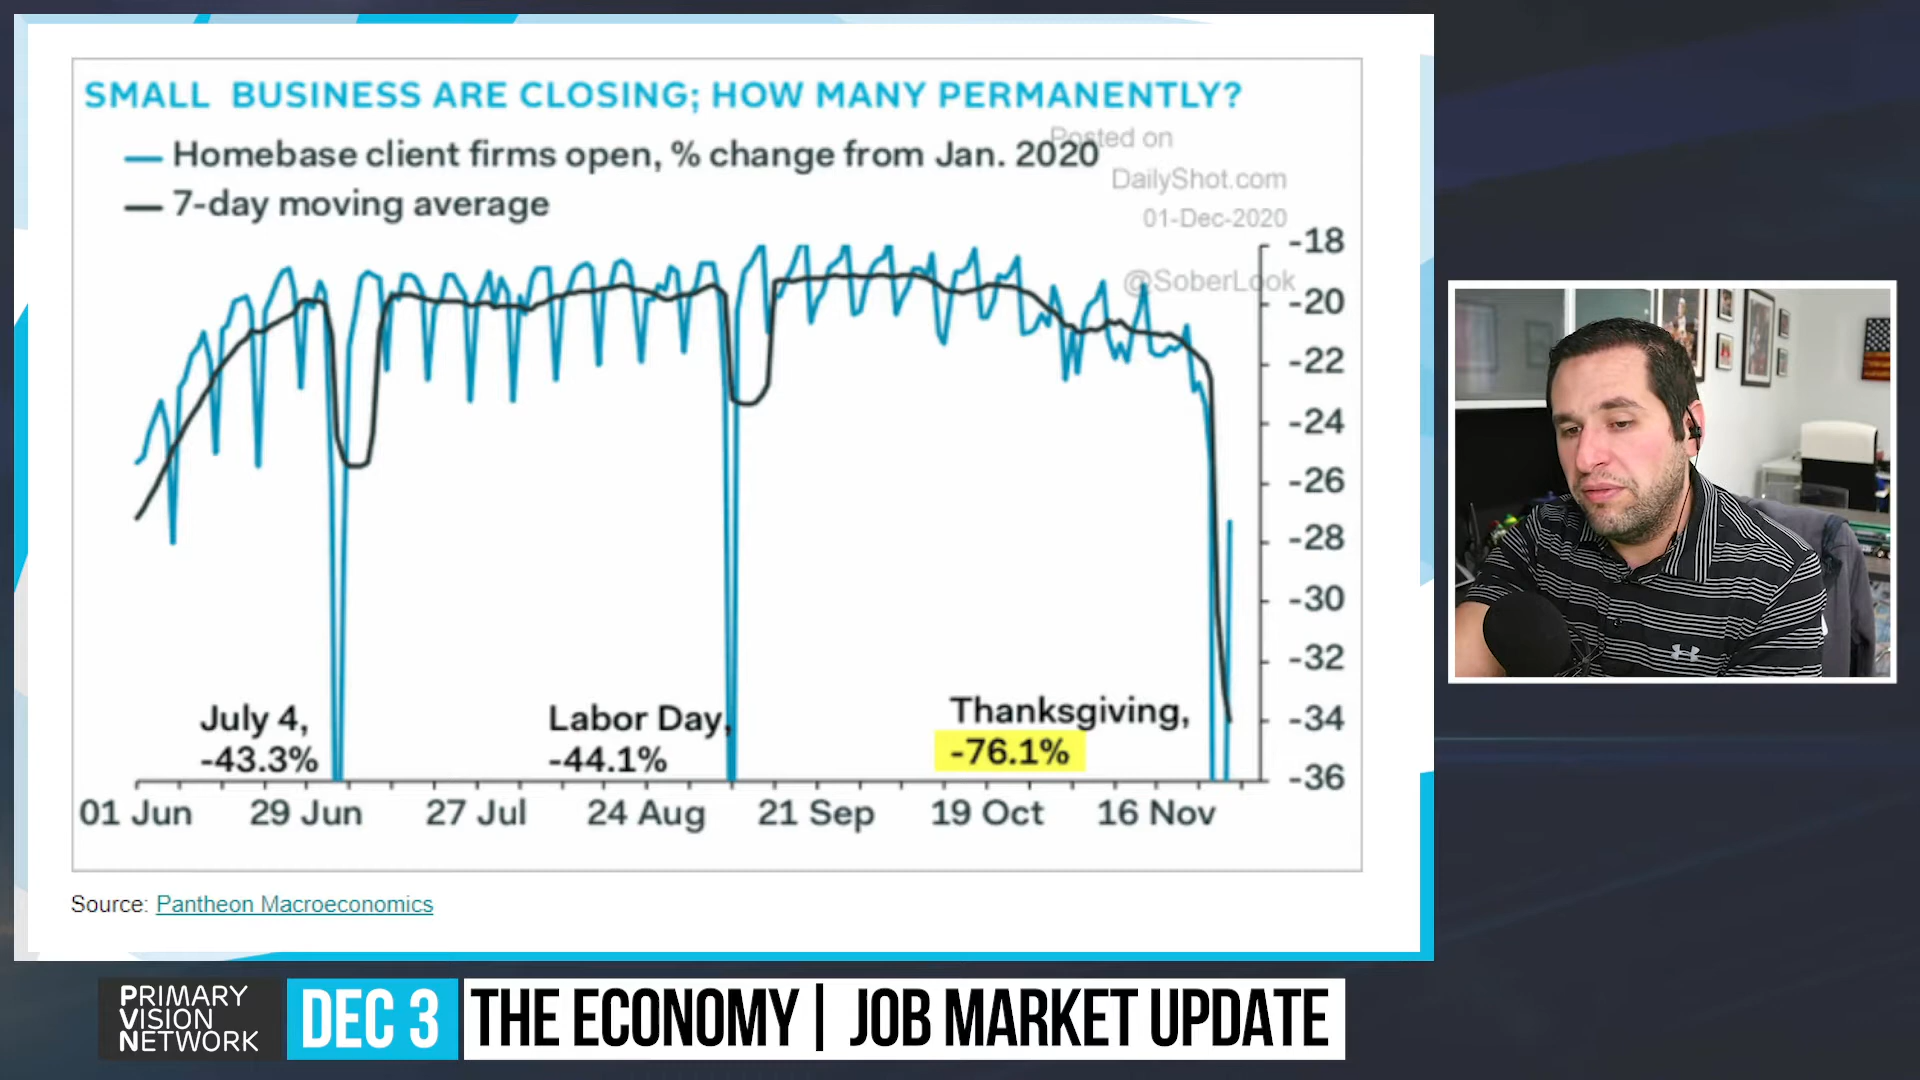 SMALL BUSINESS ARE CLOSING; HOW MANY PERMANENTLY?
Homebase client firms open, % change from Jan. 2020
7-day moving average
Posted on
DailyShot.com
01-Dec-2020
@SoberLook
-18
-20
-22
-24
-26
-28
-30
-32
-34
-36
July 4,
-43.3%
Labor Day,
-44.1%
Thanksgiving,
-76.1%
01 Jun 29 Jun 27 Jul 24 Aug 21 Sep 19 Oct 16 Nov
Source: Pantheon Macroeconomics
PRIMARY
VISION
NETWORK
DEC 3
THE ECONOMY | JOB MARKET UPDATE